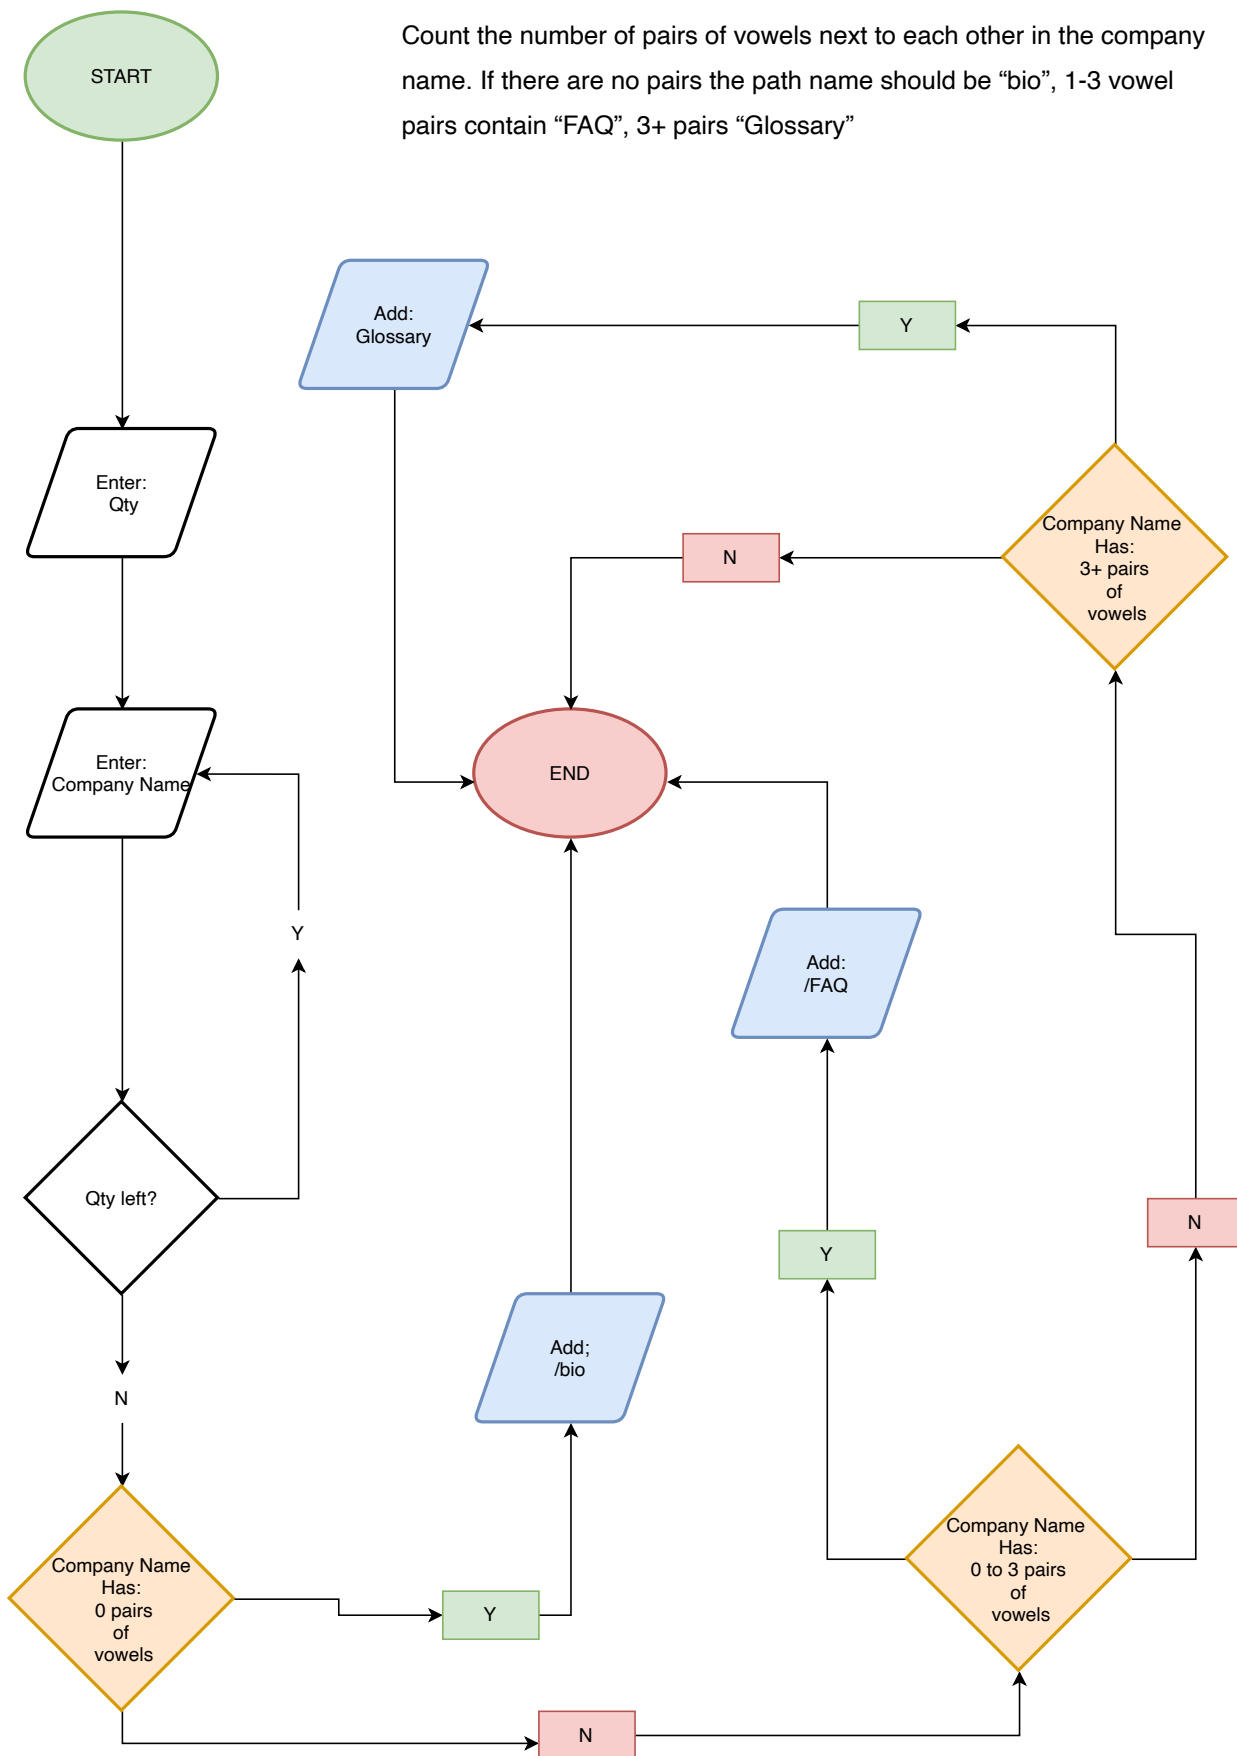 START
Count the number of pairs of vowels next to each other in the company
name. If there are no pairs the path name should be “bio”, 1-3 vowel
pairs contain “FAQ”, 3+ pairs “Glossary”
Add:
Glossary
Y
Enter:
Qty
Company Name
Has:
3+ pairs
of
vowels
N
Enter:
Company Name
END
Y
Add:
/FAQ
Qty left?
N
Y
Add;
/bio
N
Company Name
Has:
0 to 3 pairs
of
vowels
Company Name
Has:
0 pairs
of
vowels
Y
N